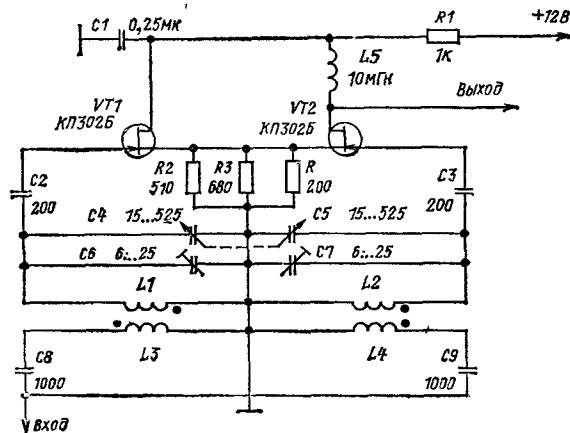 C1
0,25мк
R1
1к
+12В
L5
10мГн
Выход
VT1
КП302Б
VT2
КП302Б
R2
510
R3
680
R
200
C2
200
C3
200
C4
15...525
C5
15...525
C6
6...25
C7
6...25
L1
L2
L3
L4
C8
1000
C9
1000
Вход